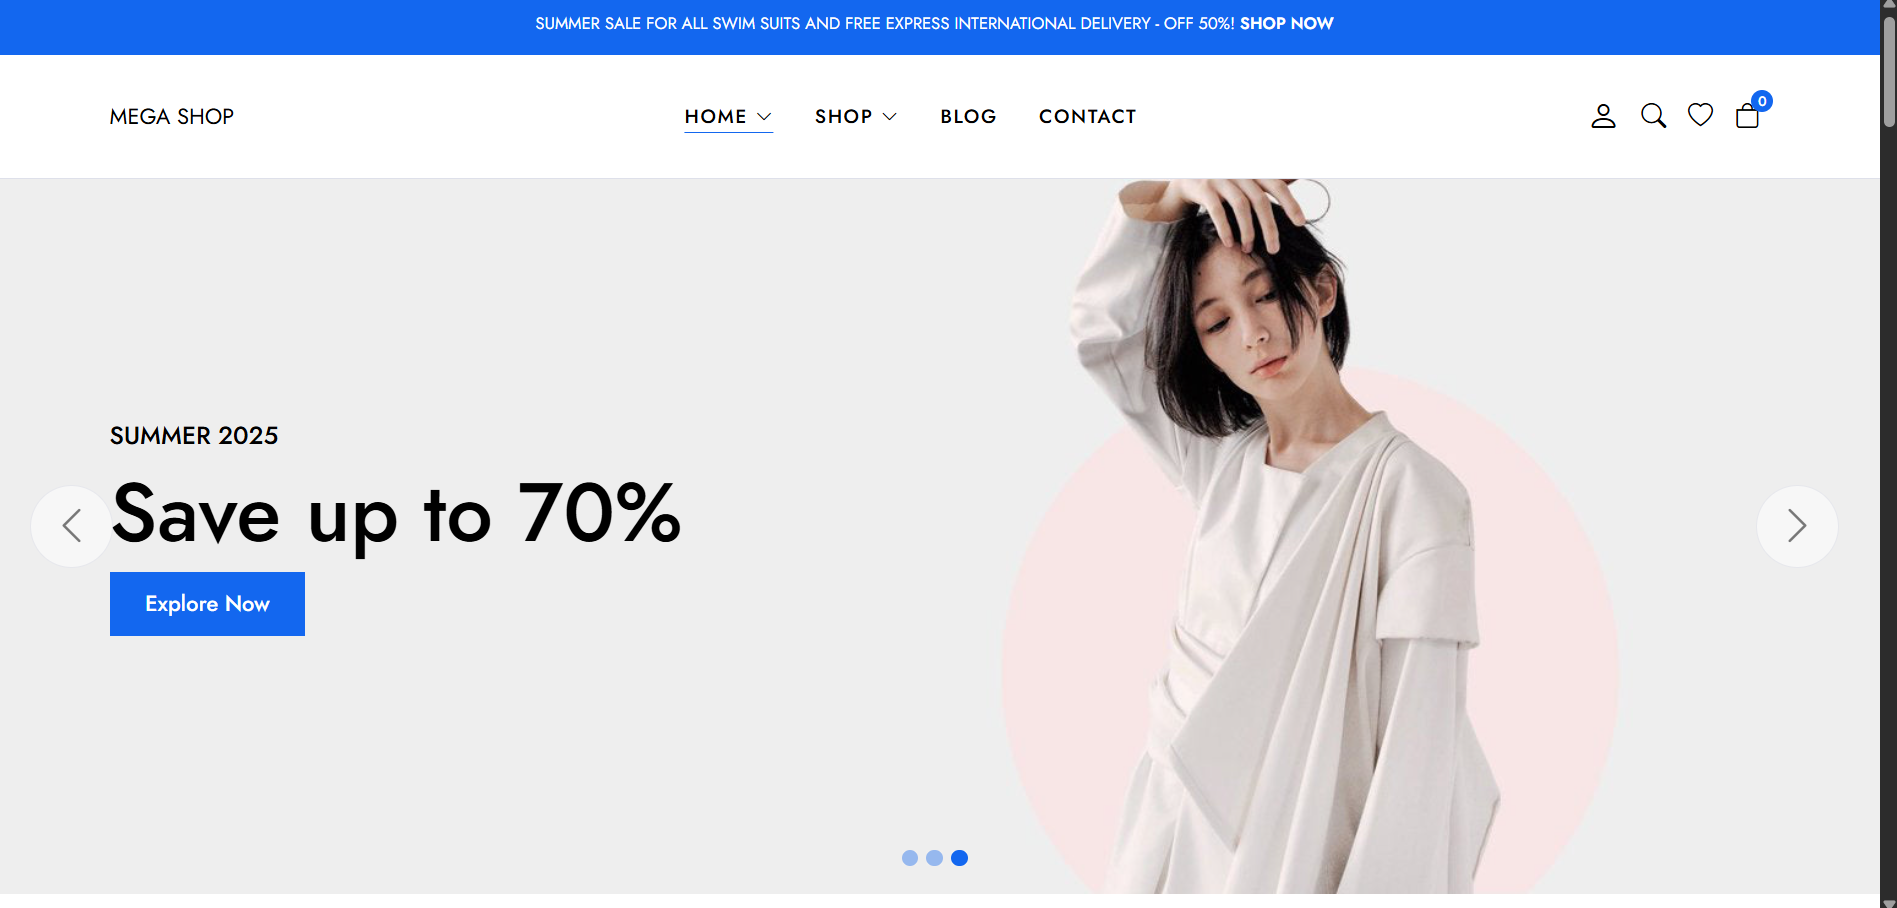 SUMMER SALE FOR ALL SWIM SUITS AND FREE EXPRESS INTERNATIONAL DELIVERY - OFF 50%! SHOP NOW
MEGA SHOP
HOME
SHOP
BLOG
CONTACT
0
SUMMER 2025
Save up to 70%
Explore Now